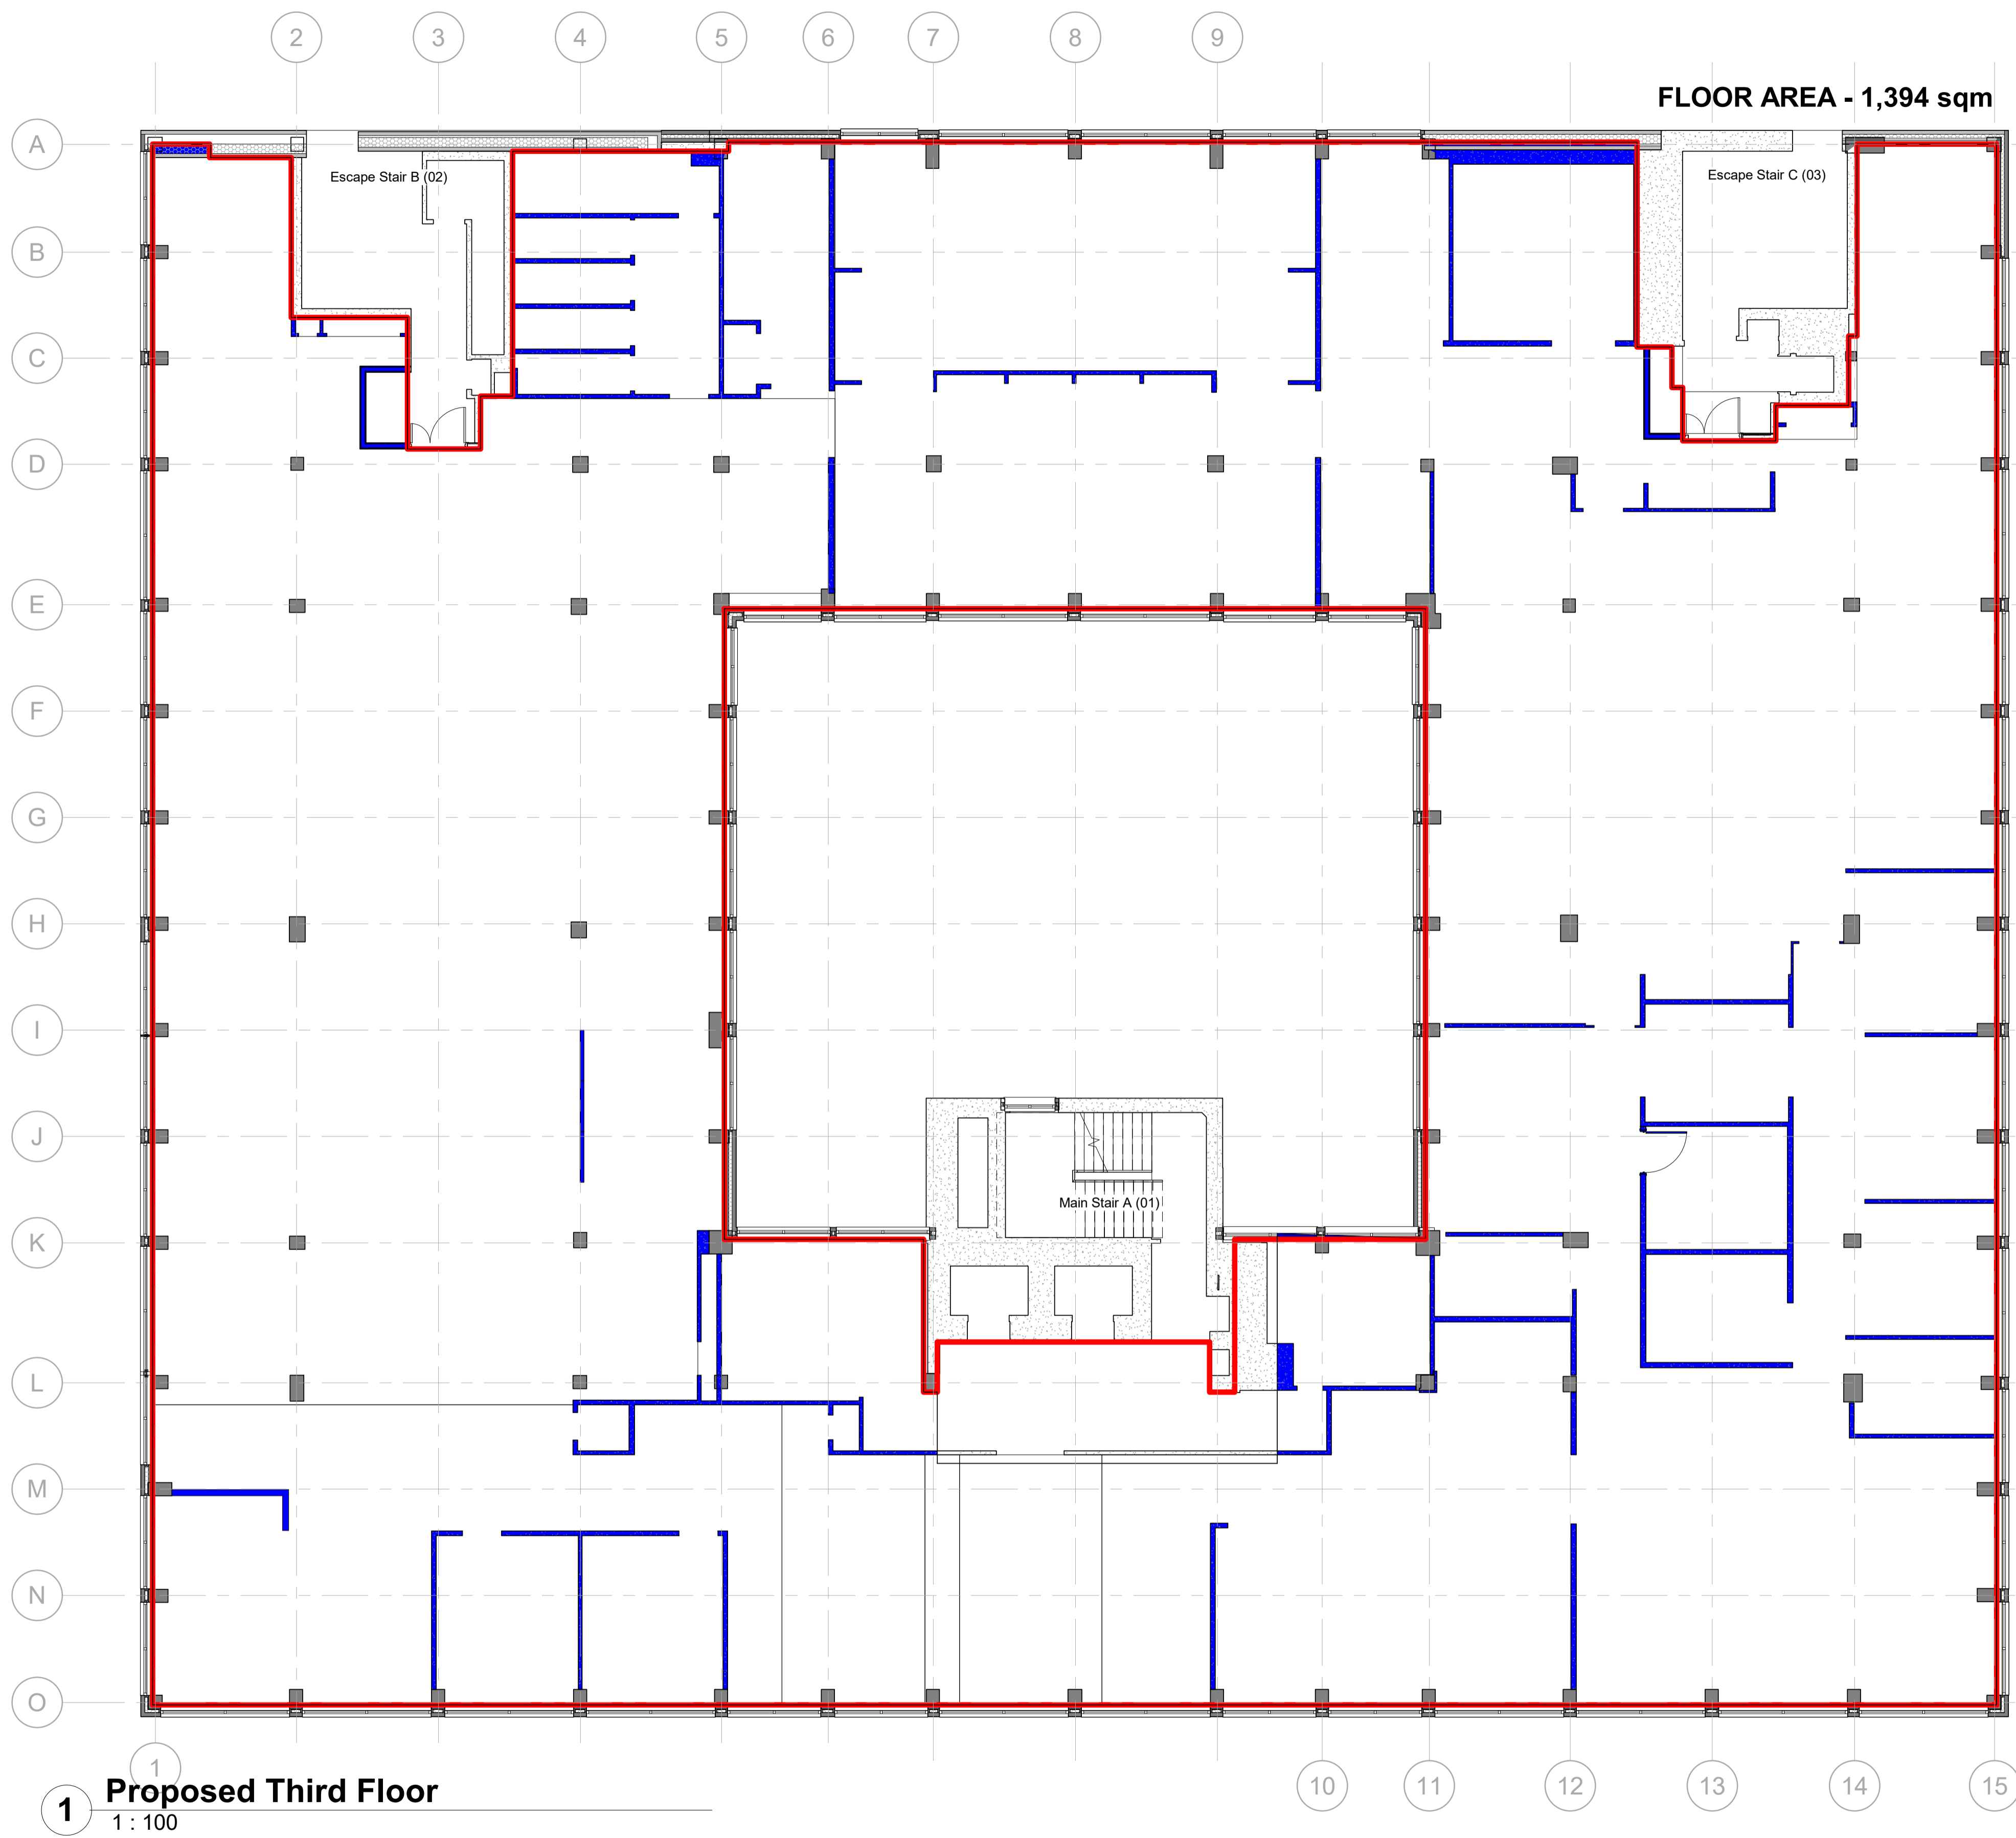 2 3 4 5 6 7 8 9
FLOOR AREA - 1,394 sqm
A
Escape Stair B (02) Escape Stair C (03)
B
C
D
E
F
G
H
I
J
Main Stair A (01)
K
L
M
N
O
1
10 11 12 13 14 15
1 Proposed Third Floor
1 : 100